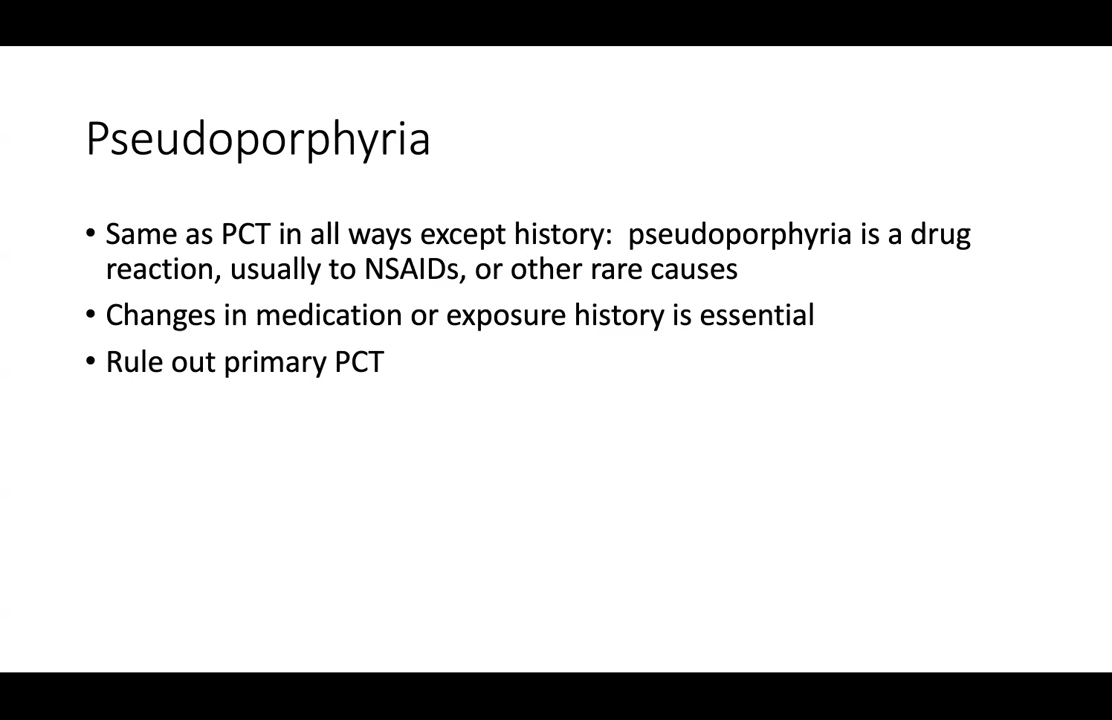 Pseudoporphyria
• Same as PCT in all ways except history:  pseudoporphyria is a drug
reaction, usually to NSAIDs, or other rare causes
• Changes in medication or exposure history is essential
• Rule out primary PCT